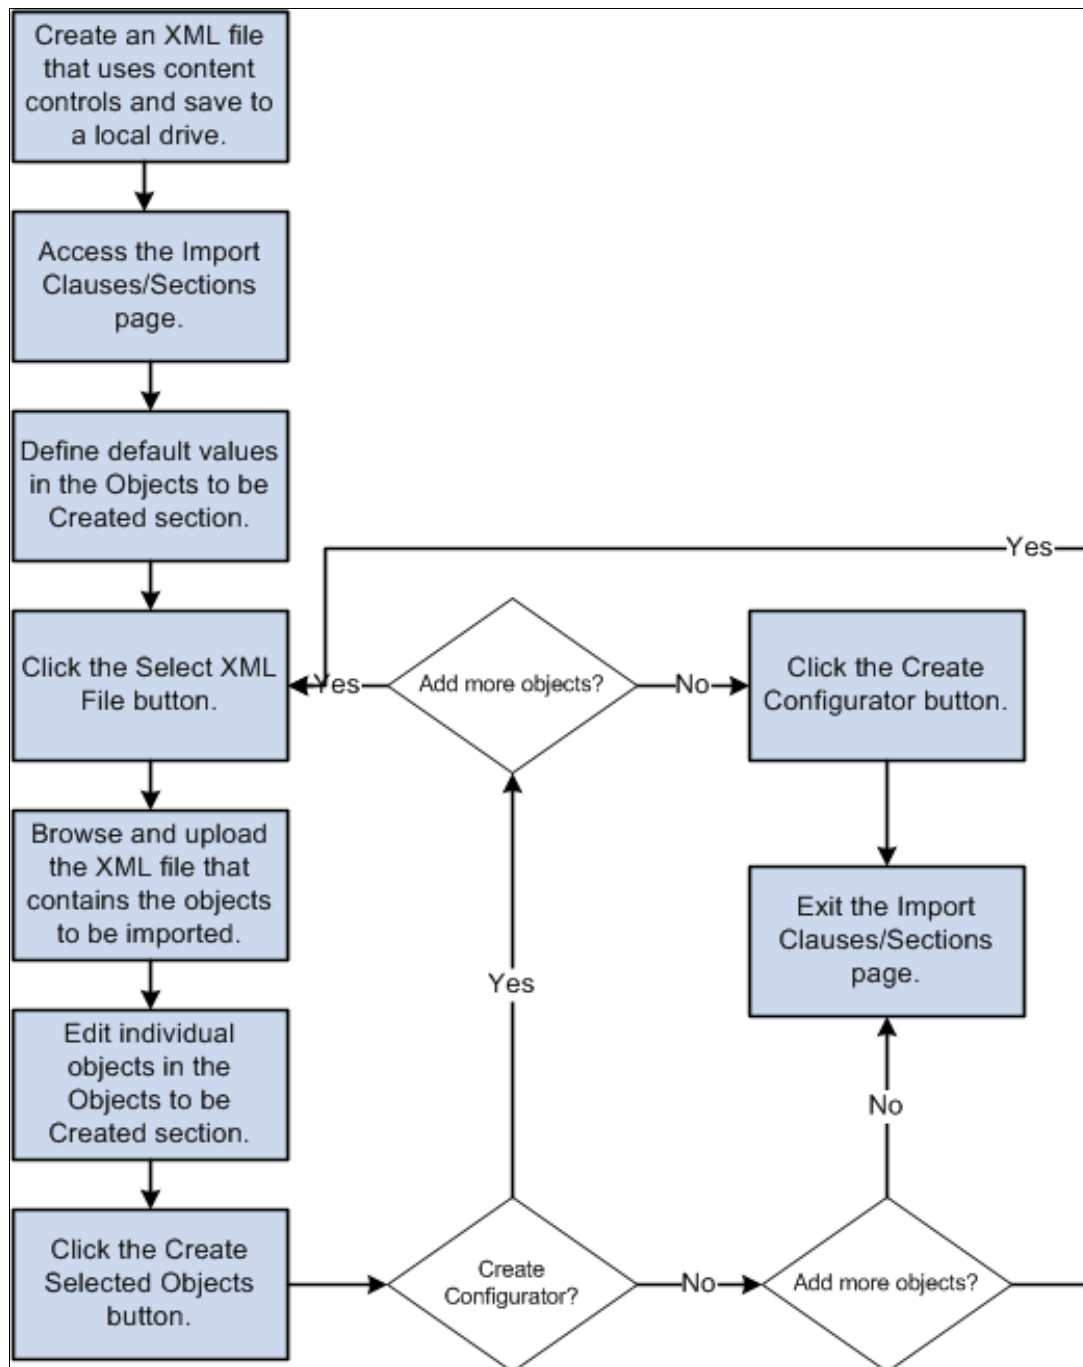 Create an XML file
that uses content
controls and save to
a local drive.
Access the Import
Clauses/Sections
page.
Define default values
in the Objects to be
Created section.
Yes
Click the Select XML
File button.
Yes
Add more objects?
No
Click the Create
Configurator button.
Browse and upload
the XML file that
contains the objects
to be imported.
Exit the Import
Clauses/Sections
page.
Yes
Edit individual
objects in the
Objects to be
Created section.
No
Click the Create
Selected Objects
button.
Create
Configurator?
No
Add more objects?